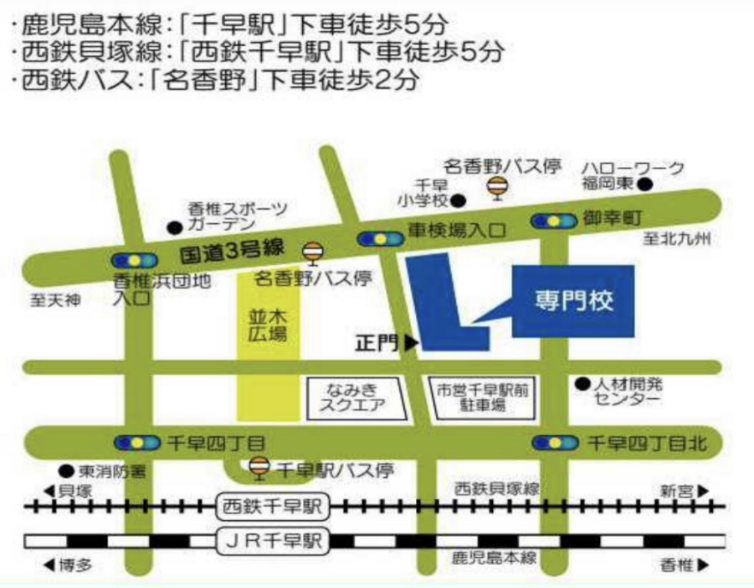 ・鹿児島本線：「千早駅」下車徒歩5分
・西鉄貝塚線：「西鉄千早駅」下車徒歩5分
・西鉄バス：「名香野」下車徒歩2分
名香野バス停
ハローワーク
福岡東
千早
小学校
香椎スポーツ
ガーデン
御幸町
車検場入口
至北九州
国道3号線
名香野バス停
香椎浜団地
入口
至天神
専門校
並木
広場
正門▶
なみき
スクエア
市営千早駅前
駐車場
人材開発
センター
千早四丁目
千早四丁目北
東消防署
千早駅バス停
◀貝塚
西鉄貝塚線
新宮▶
西鉄千早駅
JR千早駅
◀博多
鹿児島本線
香椎▶